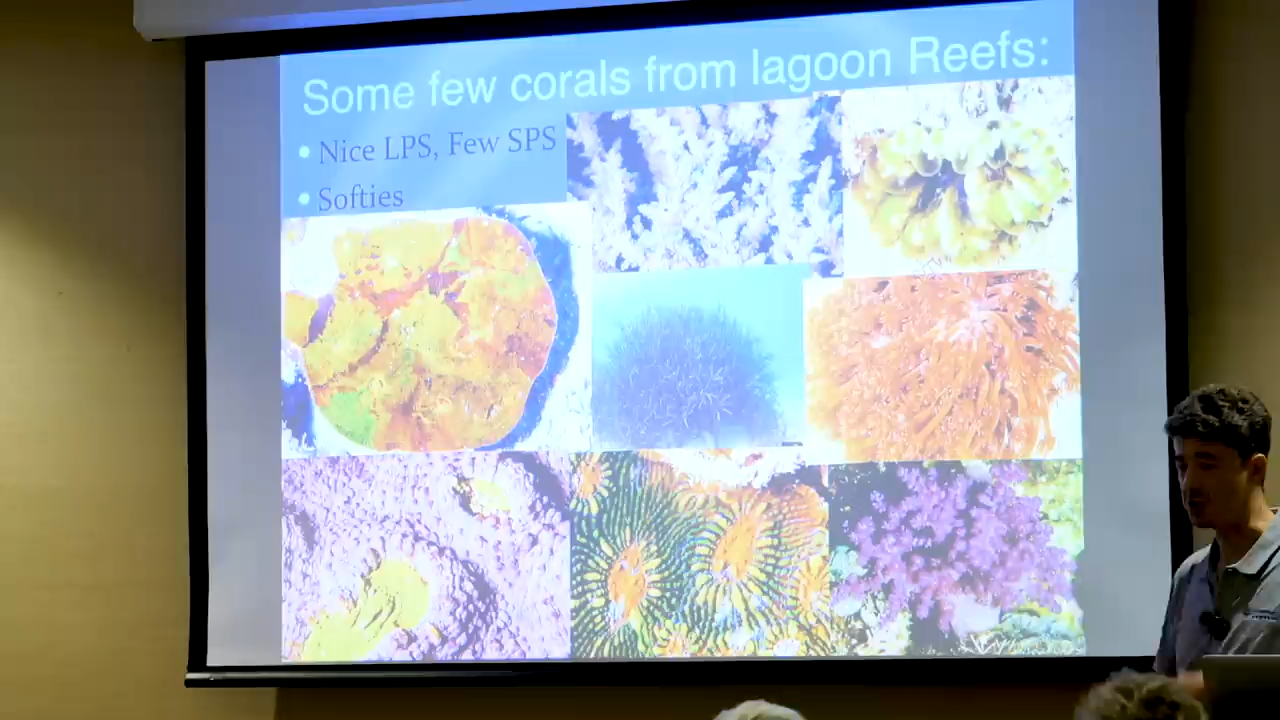 Some few corals from lagoon Reefs:
• Nice LPS, Few SPS
• Softies